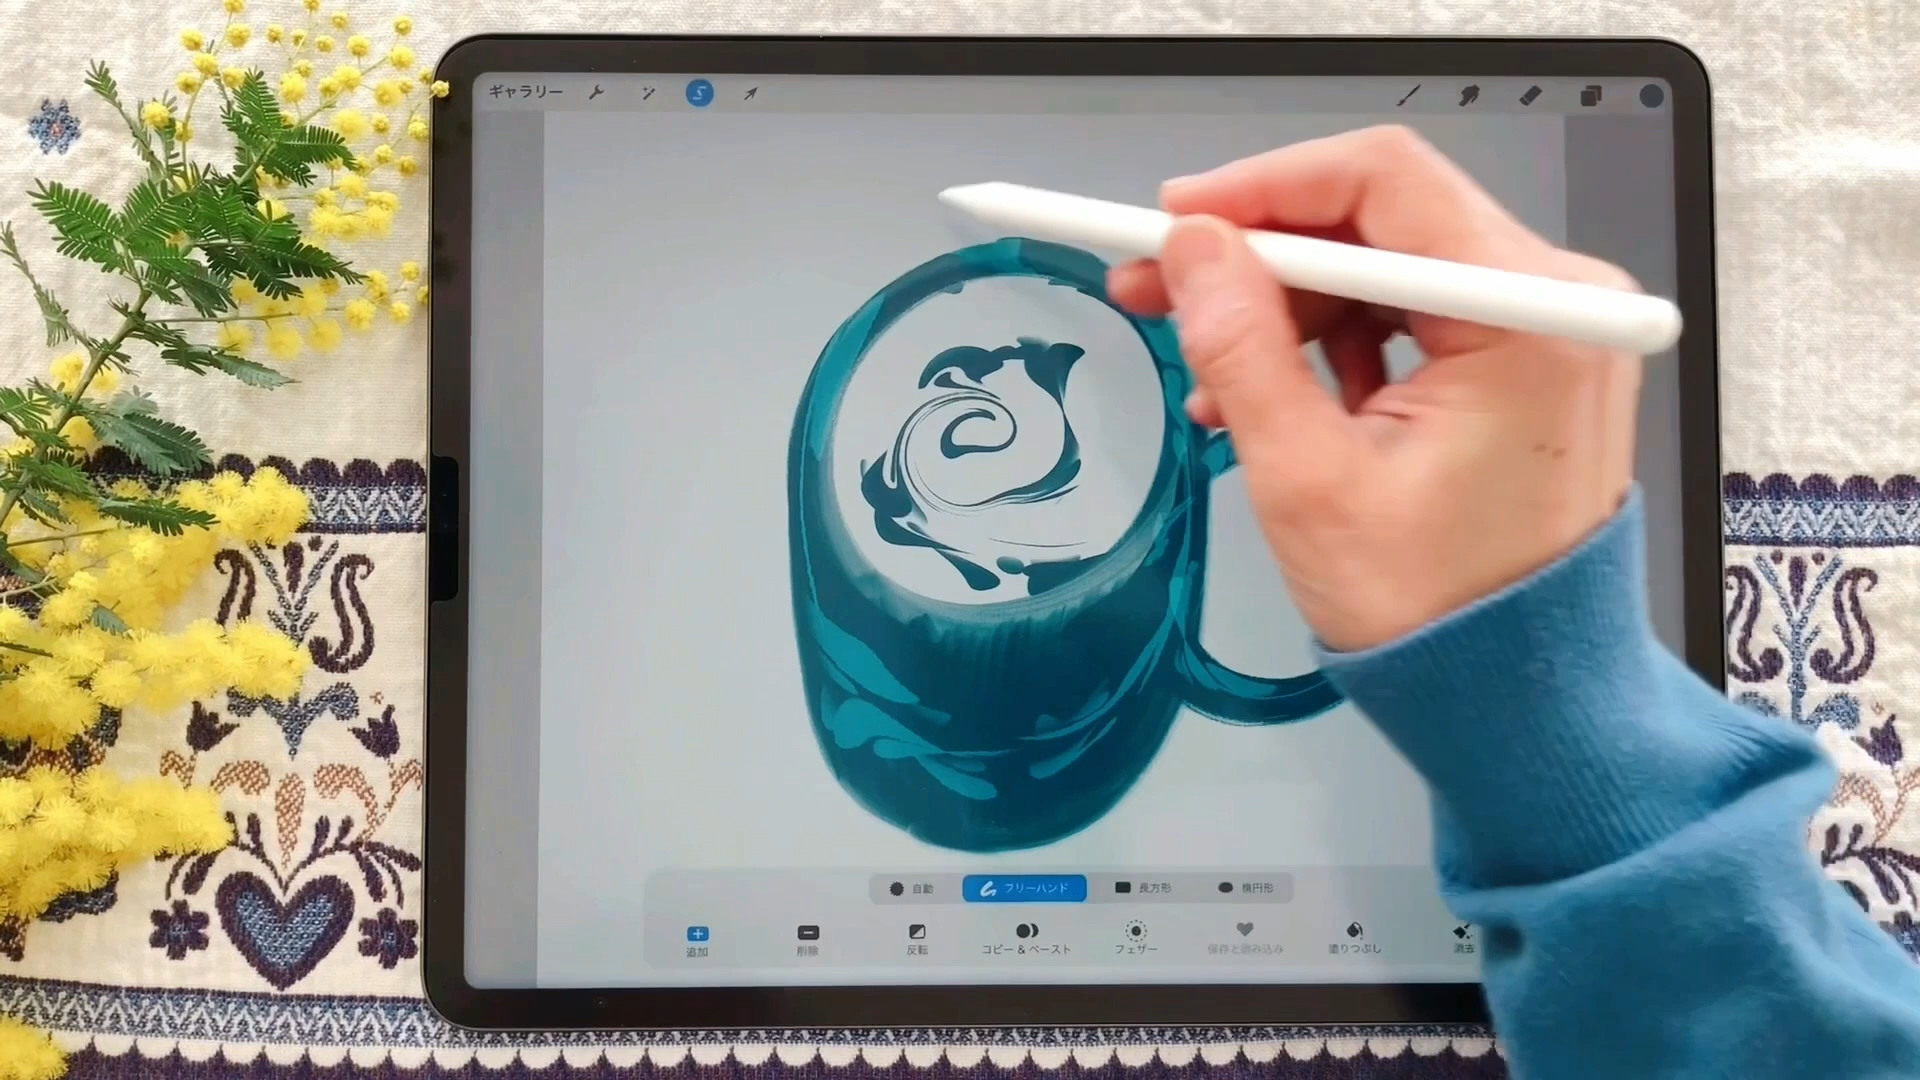 ギャラリー
自動
フリーハンド
長方形
楕円形
追加
削除
反転
コピー & ペースト
フェザー
保存と読み込み
塗りつぶし
消去